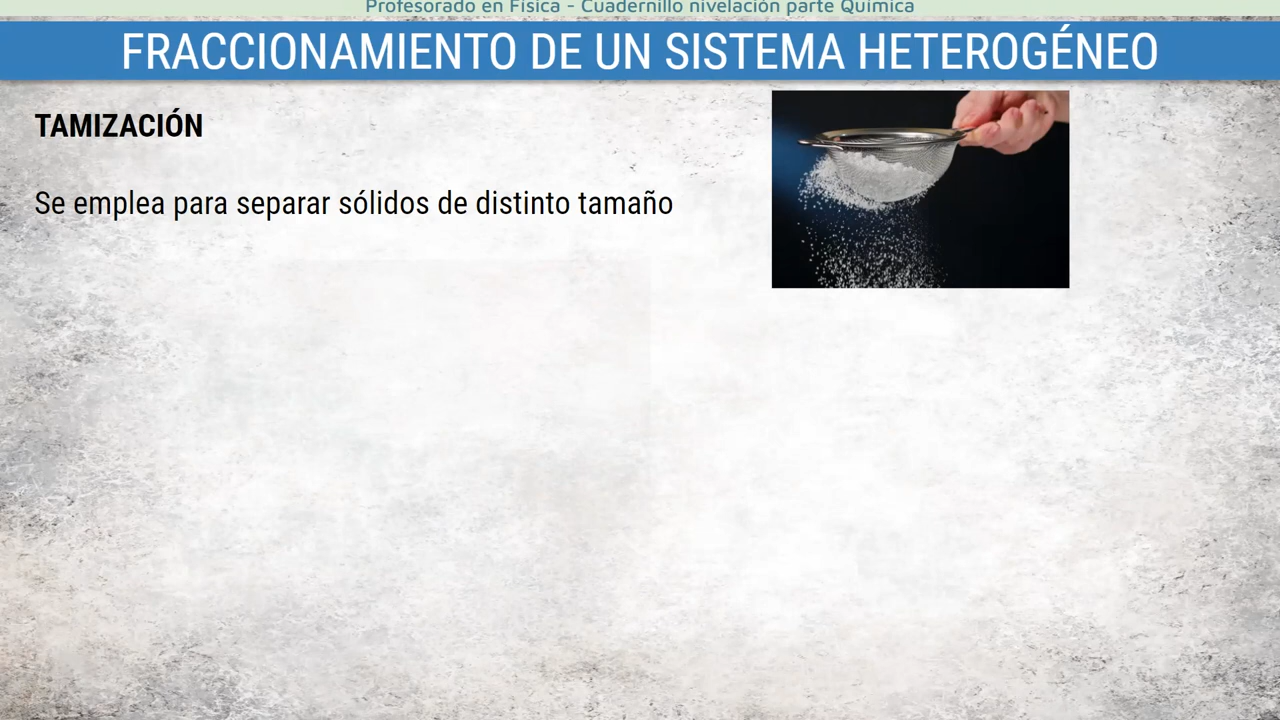 Profesorado en Física - Cuadernillo nivelación parte Química
FRACCIONAMIENTO DE UN SISTEMA HETEROGÉNEO
TAMIZACIÓN
Se emplea para separar sólidos de distinto tamaño